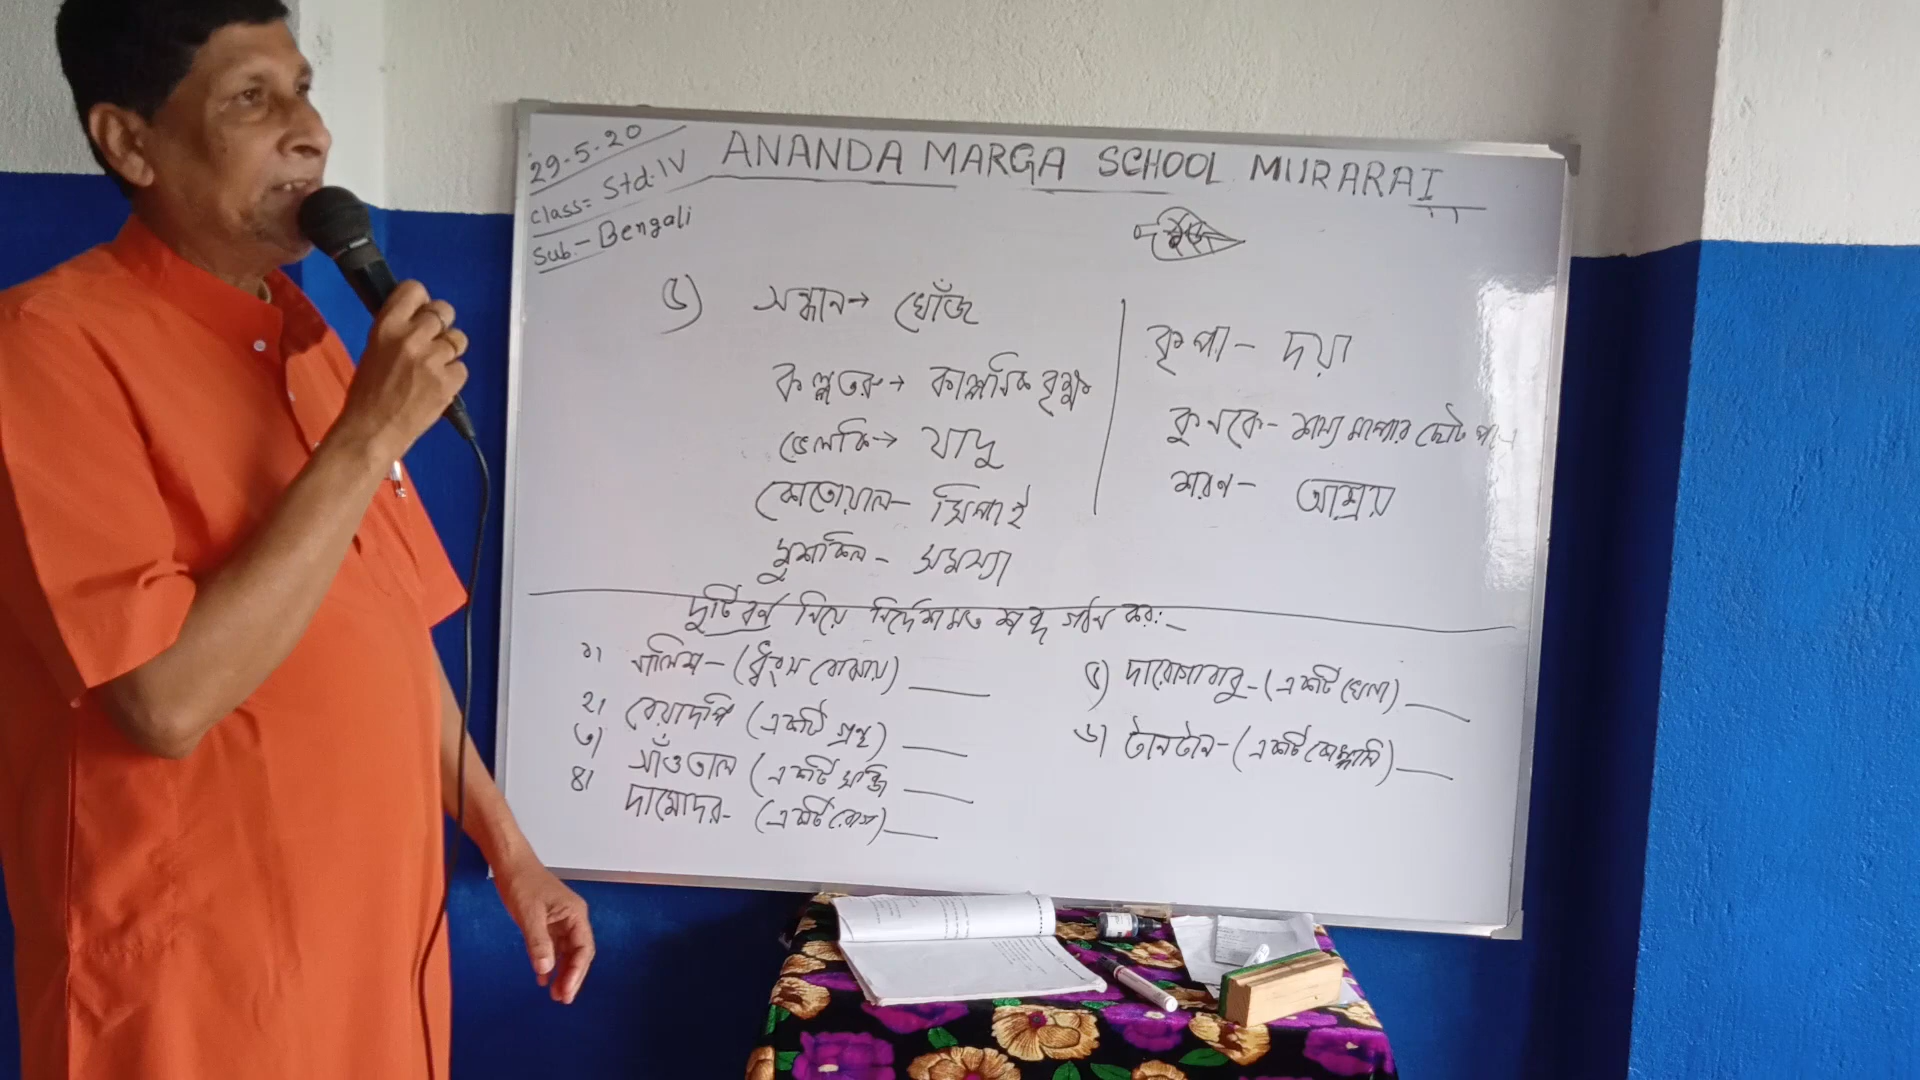 29-5-20
Class= Std-IV
Sub.- Bengali
ANANDA MARGA SCHOOL MURARAI
৫) সন্ধান→ খোঁজ
কল্পতরু→ কাল্পনিক বৃক্ষ
ভেলকি→ যাদু
কোতোয়াল- সিপাই
মুশকিল- সমস্যা
কৃপা- দয়া
কুনকে- শস্য মাপার ছোট
শরণ- আশ্রয়
দুটি বর্ণ নিয়ে নির্দেশমত শব্দ গঠন কর:-
১। নালিশ- (ধ্বংস বোঝায়)
২। বেয়াদপি (একটি গ্রন্থ)
৩। সাঁওতাল (একটি
৪। দামোদর- (একটি রোগ)
৫) দারোগাবাবু- (একটি খেলা)
৬। টানটান- (একটি